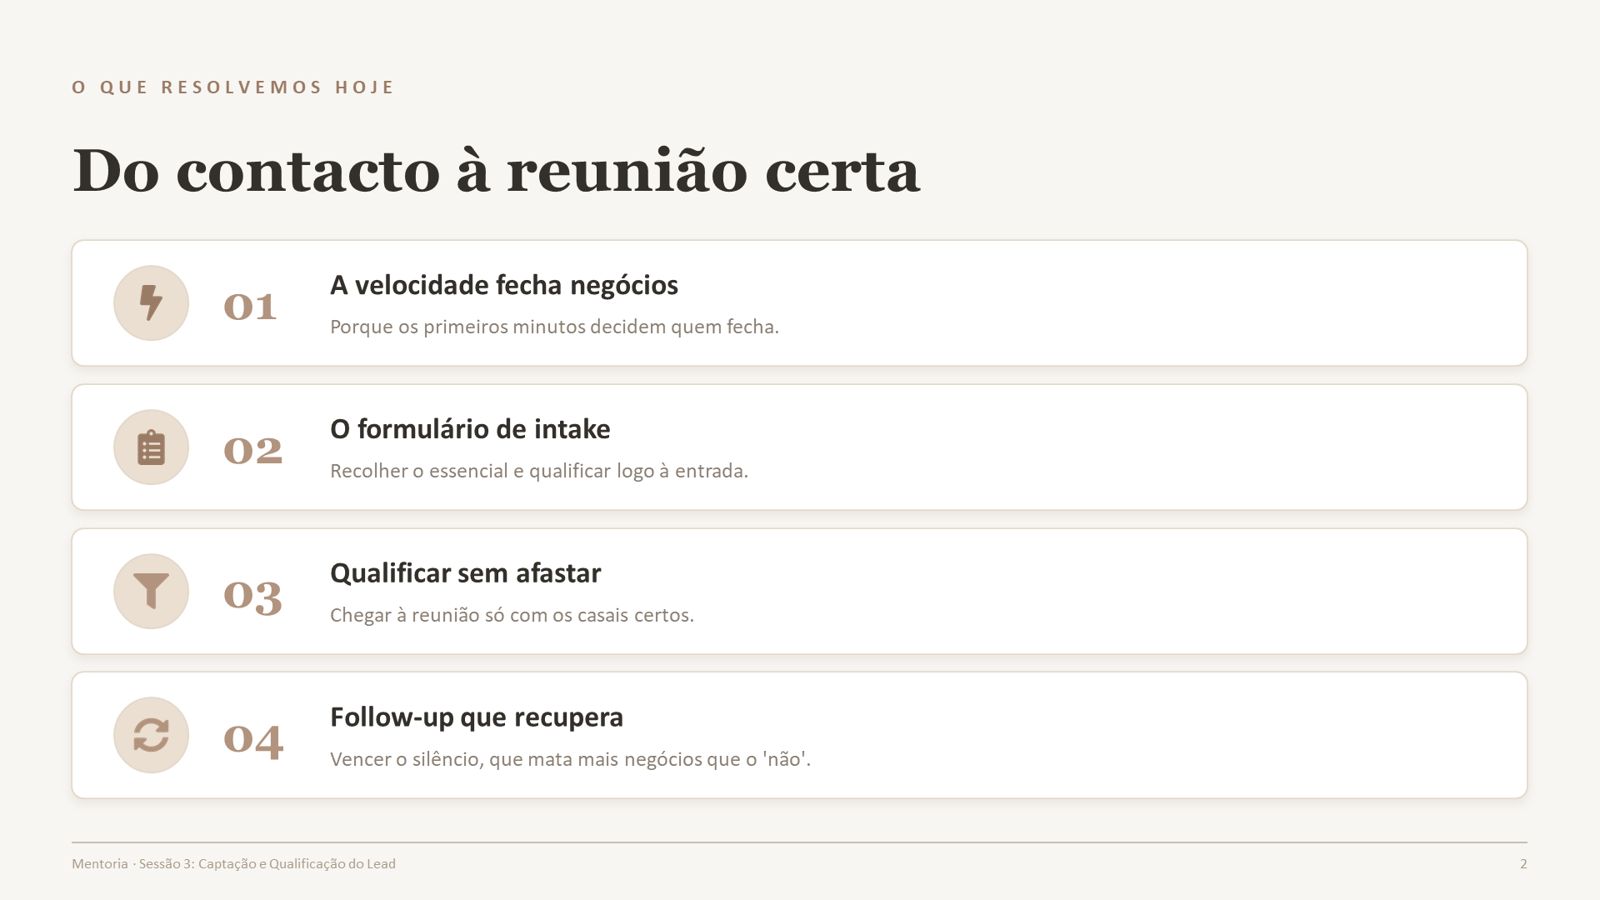 O QUE RESOLVEMOS HOJE
Do contacto à reunião certa
01
A velocidade fecha negócios
Porque os primeiros minutos decidem quem fecha.
02
O formulário de intake
Recolher o essencial e qualificar logo à entrada.
03
Qualificar sem afastar
Chegar à reunião só com os casais certos.
04
Follow-up que recupera
Vencer o silêncio, que mata mais negócios que o 'não'.
Mentoria · Sessão 3: Captação e Qualificação do Lead
2